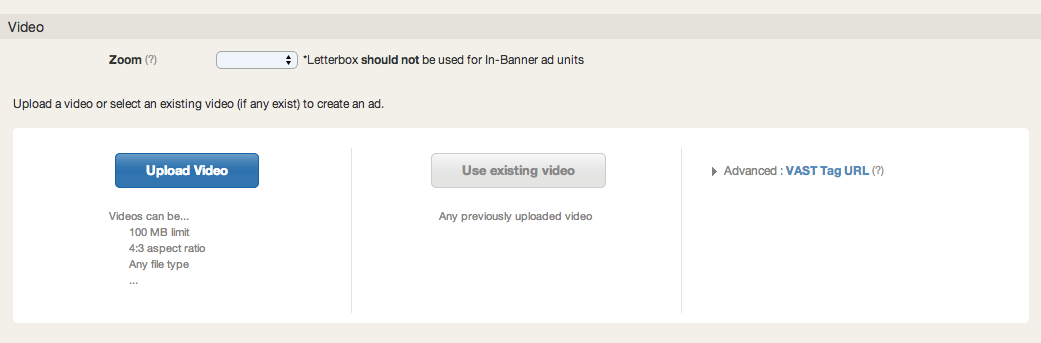 Video
Zoom (?) *Letterbox should not be used for In-Banner ad units
Upload a video or select an existing video (if any exist) to create an ad.
Upload Video
Videos can be...
100 MB limit
4:3 aspect ratio
Any file type
...
Use existing video
Any previously uploaded video
Advanced : VAST Tag URL (?)